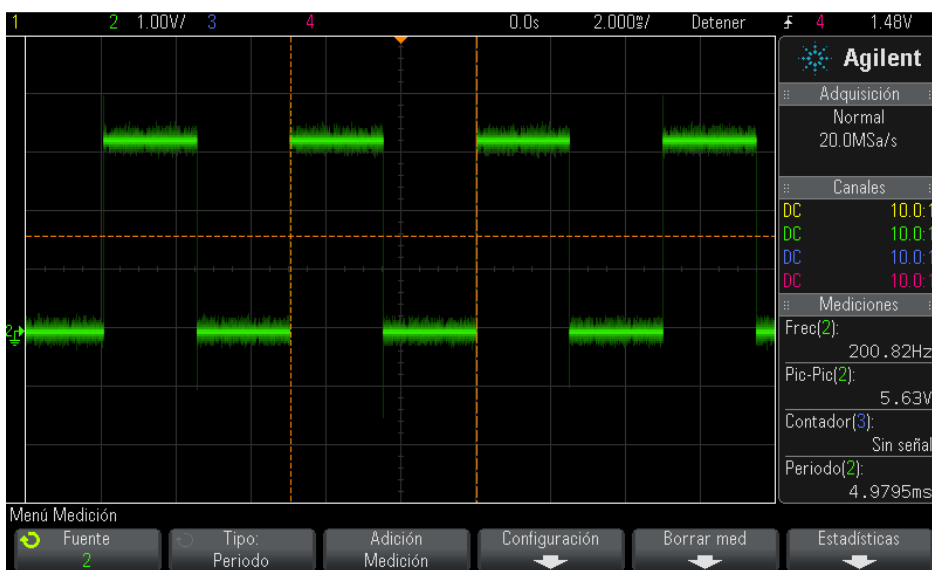 1 2 1.00V/ 3 4 0.0s 2.000ms/ Detener 4 1.48V
Agilent
Adquisición
Normal
20.0MSa/s
Canales
DC 10.0:1
DC 10.0:1
DC 10.0:1
DC 10.0:1
Mediciones
Frec(2):
200.82Hz
Pic-Pic(2):
5.63V
Contador(3):
Sin señal
Periodo(2):
4.9795ms
2
Menú Medición
Fuente
2
Tipo:
Periodo
Adición
Medición
Configuración
Borrar med
Estadísticas